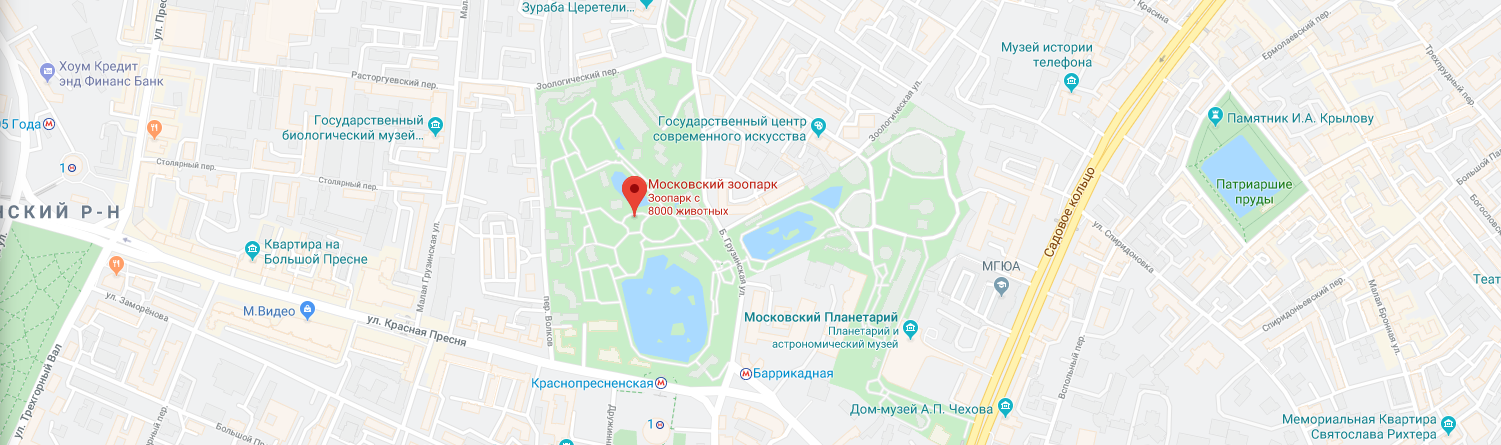 Зураба Церетели...
ул. Пресн
Красина
Ермолаевский пер.
Трехпрудный пер.
Музей истории
телефона
Хоум Кредит
энд Финанс Банк
Расторгуевский пер.
Зоологический пер.
Зоологическая ул.
Государственный
биологический музей...
Государственный центр
современного искусства
Памятник И.А. Крылову
05 Года
Столярный пер.
Столярный пер.
1
Московский зоопарк
Зоопарк с
8000 животных
Патриаршие
пруды
НСКИЙ Р-Н
Садовое кольцо
ул. Спиридоновка
Б. Грузинская ул.
Малая Грузинская ул.
Квартира на
Большой Пресне
МГЮА
Теат
ул. Заморёнова
М.Видео
ул. Красная Пресня
пер. Волков
Московский Планетарий
Планетарий и
астрономический музей
Спиридоньевский пер.
Малая Бронная ул.
ул. Трехгорный Вал
Краснопресненская
Баррикадная
Вспольный пер.
Дом-музей А.П. Чехова
1
Большой Пред
Мемориальная Квартира
Святослава Рихтера